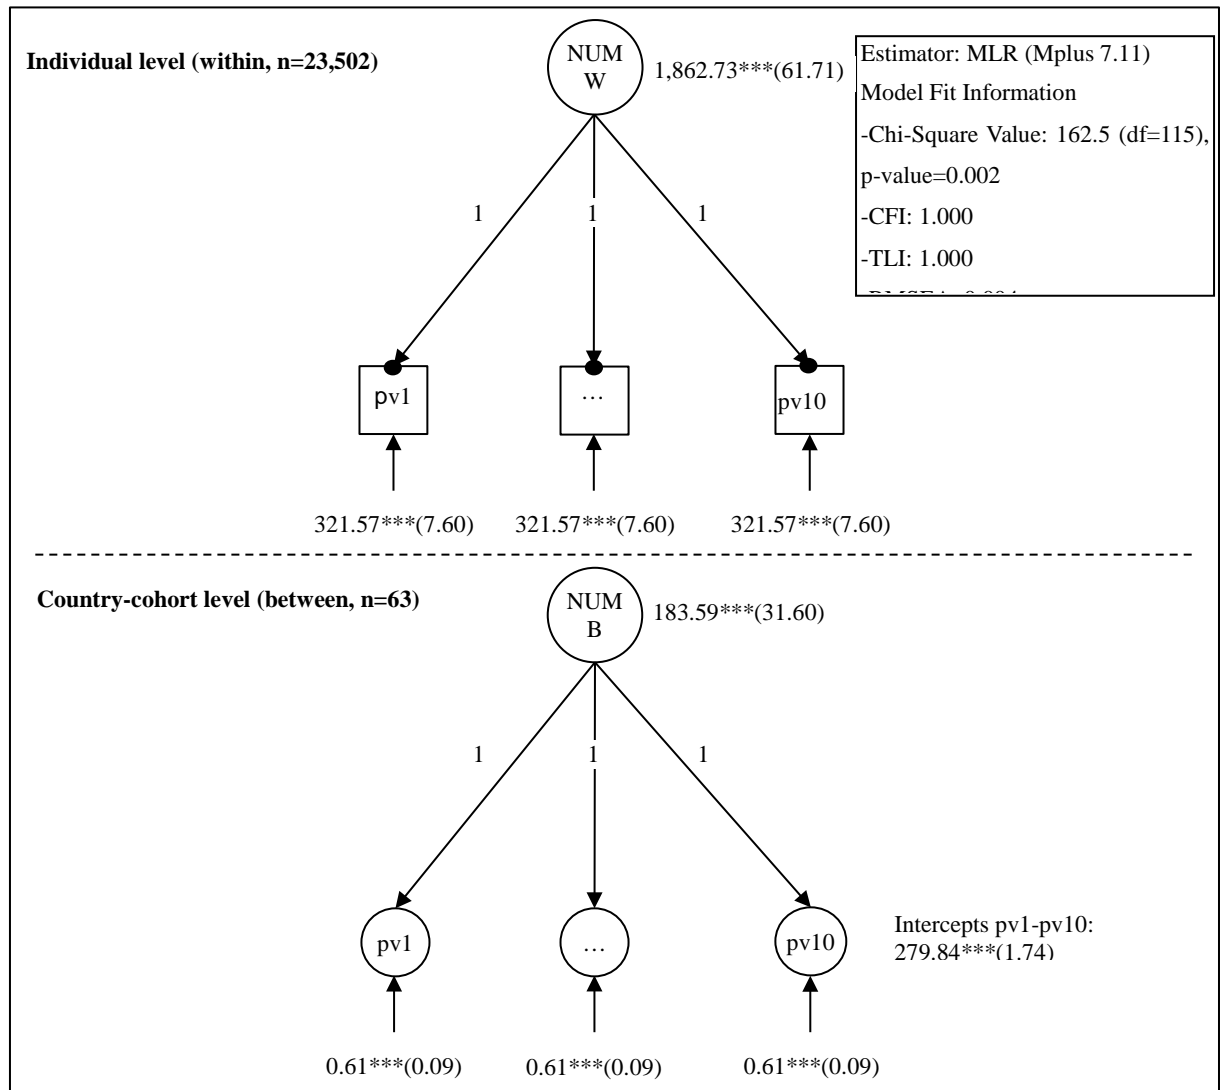 Individual level (within, n=23,502)
NUM
W
1,862.73***(61.71)
Estimator: MLR (Mplus 7.11)
Model Fit Information
-Chi-Square Value: 162.5 (df=115),
p-value=0.002
-CFI: 1.000
-TLI: 1.000
1
1
1
pv1
...
pv10
321.57***(7.60)
321.57***(7.60)
321.57***(7.60)
Country-cohort level (between, n=63)
NUM
B
183.59***(31.60)
1
1
1
pv1
...
pv10
Intercepts pv1-pv10:
279.84***(1.74)
0.61***(0.09)
0.61***(0.09)
0.61***(0.09)